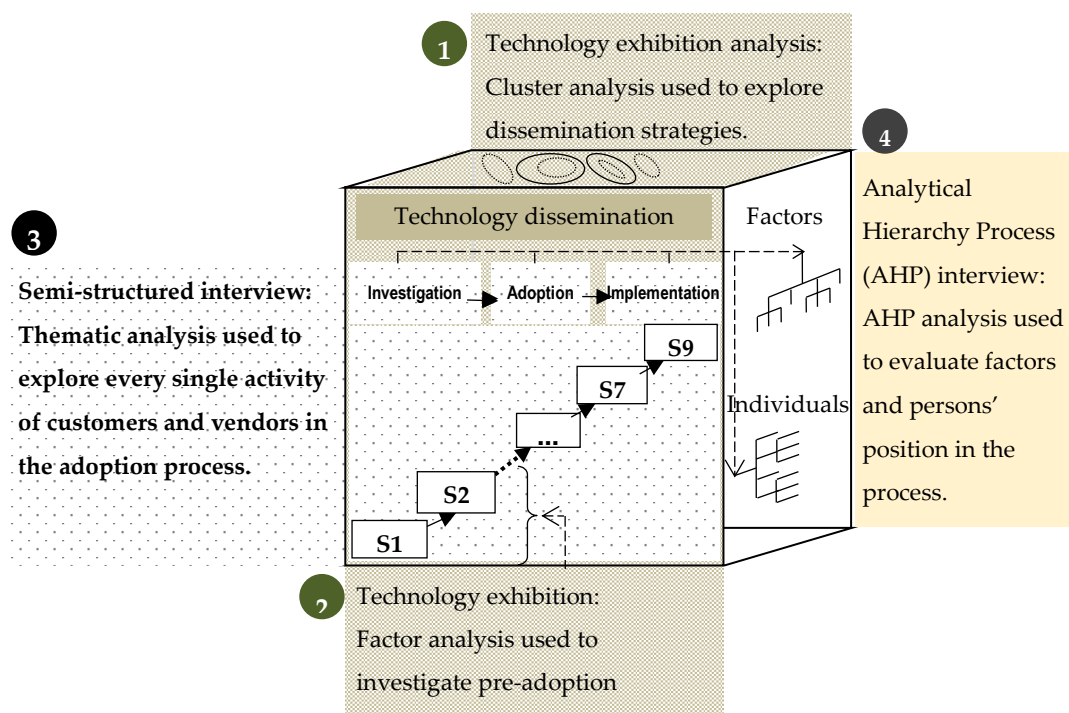 1
Technology exhibition analysis:
Cluster analysis used to explore
dissemination strategies.
4
Analytical
Hierarchy Process
(AHP) interview:
AHP analysis used
to evaluate factors
and persons’
position in the
process.
3
Semi-structured interview:
Thematic analysis used to
explore every single activity
of customers and vendors in
the adoption process.
Technology dissemination
Factors
Investigation
Adoption
Implementation
S9
S7
...
S2
S1
Individuals
2
Technology exhibition:
Factor analysis used to
investigate pre-adoption